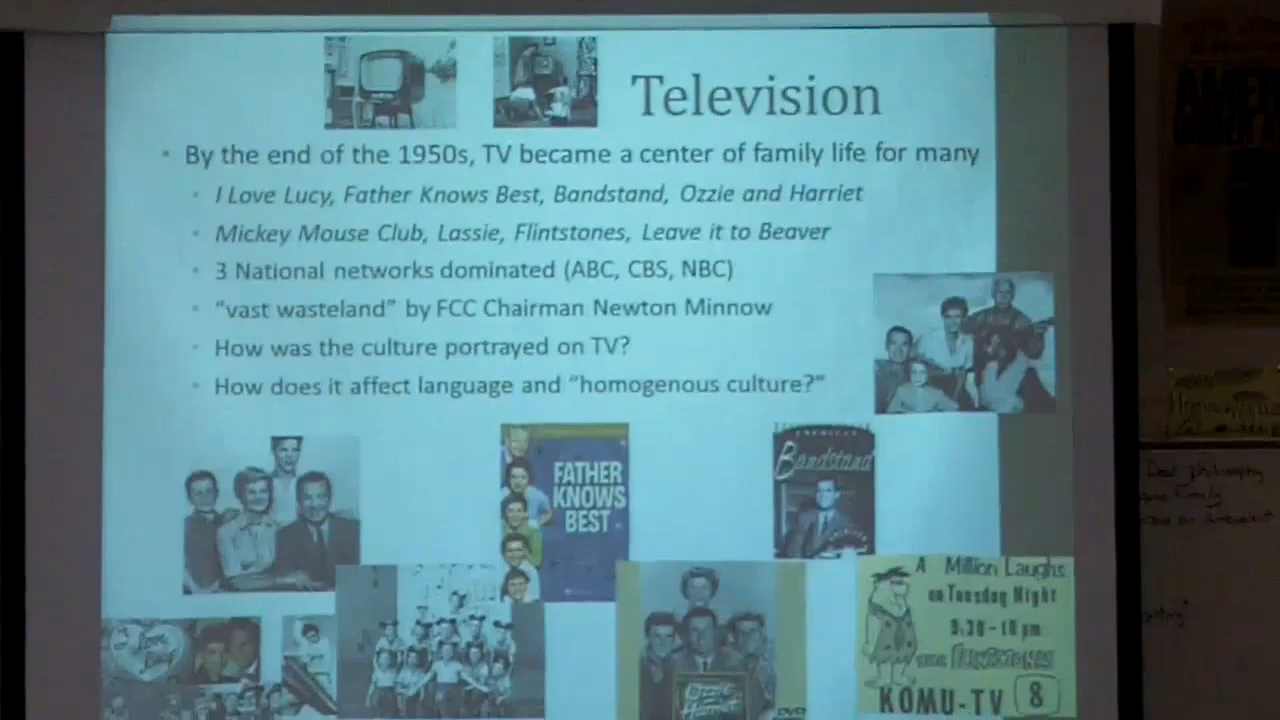 Television
By the end of the 1950s, TV became a center of family life for many
I Love Lucy, Father Knows Best, Bandstand, Ozzie and Harriet
Mickey Mouse Club, Lassie, Flintstones, Leave it to Beaver
3 National networks dominated (ABC, CBS, NBC)
"vast wasteland" by FCC Chairman Newton Minnow
How was the culture portrayed on TV?
How does it affect language and "homogenous culture?"
FATHER
KNOWS
BEST
Bandstand
A Million Laughs
on Tuesday Night
9:30-10 pm
THE FLINTSTONES
KOMU-TV 8
DVD